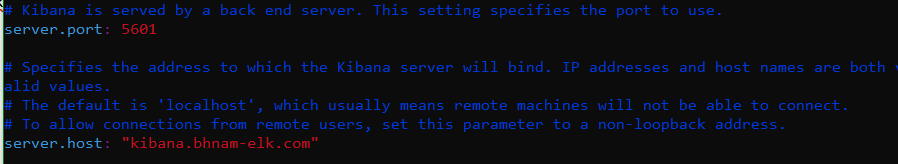 # Kibana is served by a back end server. This setting specifies the port to use.
server.port: 5601
# Specifies the address to which the Kibana server will bind. IP addresses and host names are both v
alid values.
# The default is 'localhost', which usually means remote machines will not be able to connect.
# To allow connections from remote users, set this parameter to a non-loopback address.
server.host: "kibana.bhnam-elk.com"